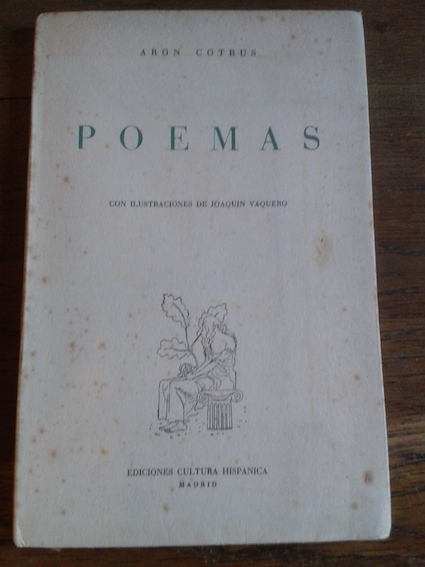 ARON COTRUS
POEMAS
CON ILUSTRACIONES DE JOAQUIN VAQUERO
EDICIONES CULTURA HISPANICA
MADRID